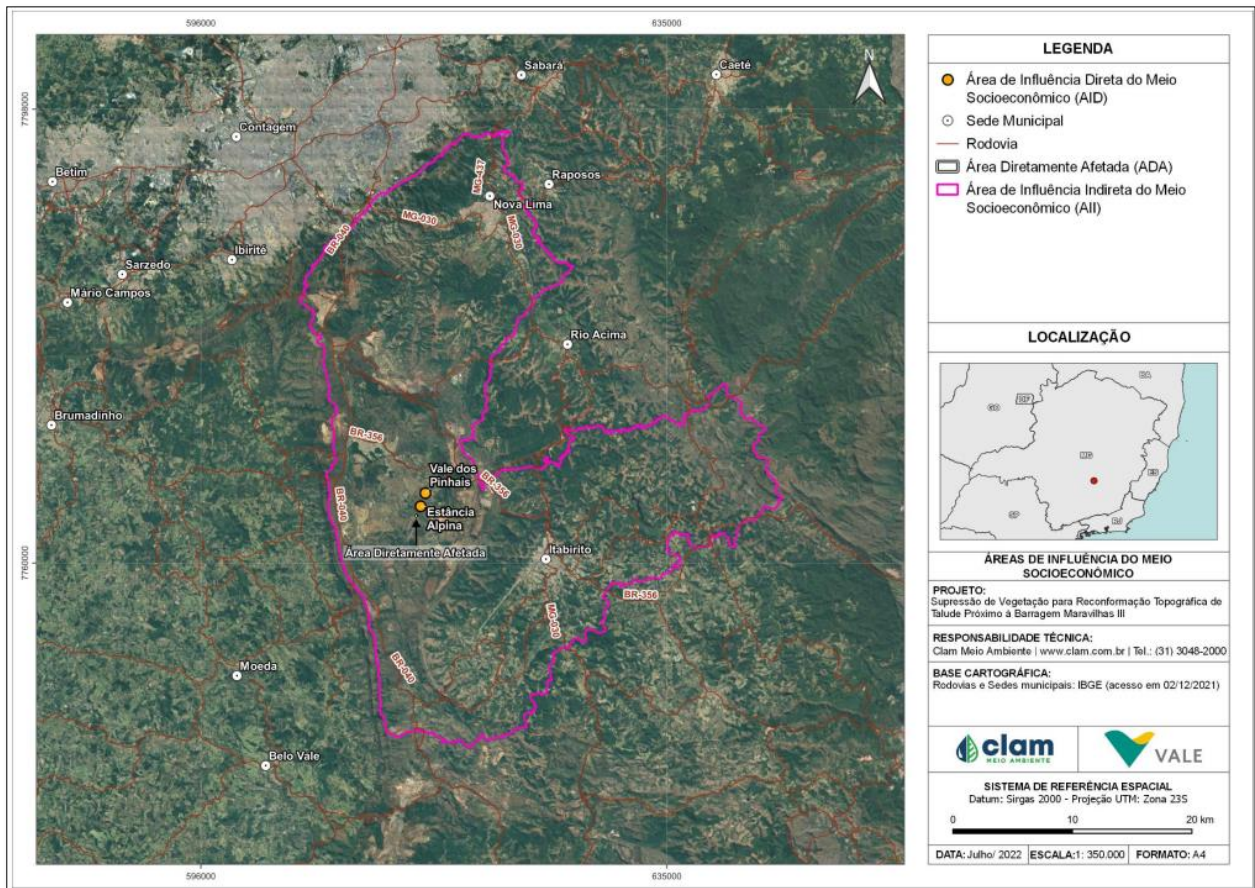 596000
635000
7798000
7760000
596000
635000
N
Sabará
Caeté
Contagem
Betim
Raposos
MG-437
Nova Lima
MG-030
MG-030
BR-040
Ibirité
Sarzedo
Mário Campos
Rio Acima
Brumadinho
BR-356
Vale dos
Pinhais
BR-356
BR-040
Estância
Alpina
Área Diretamente Afetada
Itabirito
BR-356
MG-030
BR-040
Moeda
Belo Vale
LEGENDA
Área de Influência Direta do Meio
Socioeconômico (AID)
Sede Municipal
Rodovia
Área Diretamente Afetada (ADA)
Área de Influência Indireta do Meio
Socioeconômico (AII)
LOCALIZAÇÃO
BA
GO
DF
MG
ES
SP
RJ
ÁREAS DE INFLUÊNCIA DO MEIO
SOCIOECONÔMICO
PROJETO:
Supressão de Vegetação para Reconformação Topográfica de
Talude Próximo à Barragem Maravilhas III
RESPONSABILIDADE TÉCNICA:
Clam Meio Ambiente | www.clam.com.br | Tel.: (31) 3048-2000
BASE CARTOGRÁFICA:
Rodovias e Sedes municipais: IBGE (acesso em 02/12/2021)
clam
MEIO AMBIENTE
VALE
SISTEMA DE REFERÊNCIA ESPACIAL
Datum: Sirgas 2000 - Projeção UTM: Zona 23S
0 10 20 km
DATA: Julho/ 2022 ESCALA:1: 350.000 FORMATO: A4